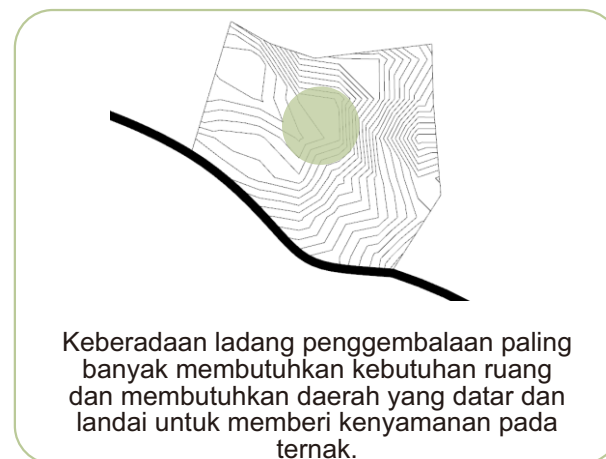 Keberadaan ladang penggembalaan paling
banyak membutuhkan kebutuhan ruang
dan membutuhkan daerah yang datar dan
landai untuk memberi kenyamanan pada
ternak.